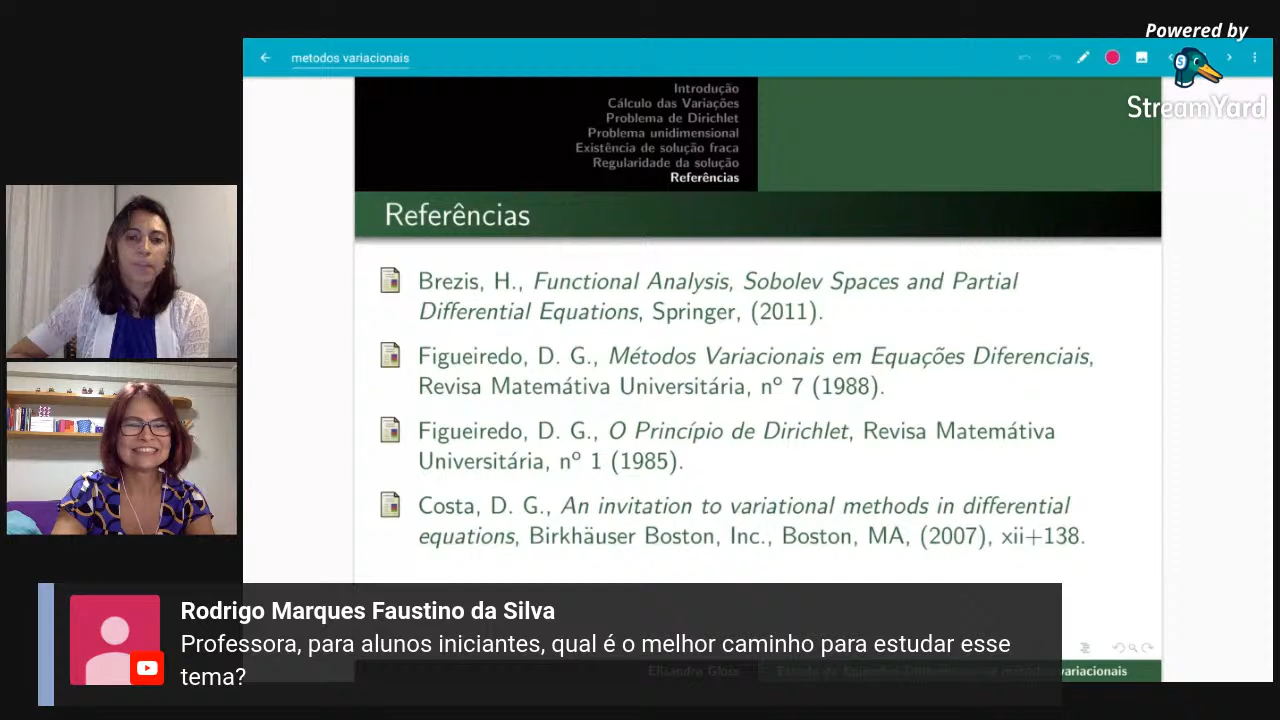 Powered by
StreamYard
metodos variacionais
Introdução
Cálculo das Variações
Problema de Dirichlet
Problema unidimensional
Existência de solução fraca
Regularidade da solução
Referências
Referências
Brezis, H., Functional Analysis, Sobolev Spaces and Partial
Differential Equations, Springer, (2011).
Figueiredo, D. G., Métodos Variacionais em Equações Diferenciais,
Revisa Matemátiva Universitária, nº 7 (1988).
Figueiredo, D. G., O Princípio de Dirichlet, Revisa Matemátiva
Universitária, nº 1 (1985).
Costa, D. G., An invitation to variational methods in differential
equations, Birkhäuser Boston, Inc., Boston, MA, (2007), xii+138.
Rodrigo Marques Faustino da Silva
Professora, para alunos iniciantes, qual é o melhor caminho para estudar esse
tema?
Elisandra Gloss
variacionais